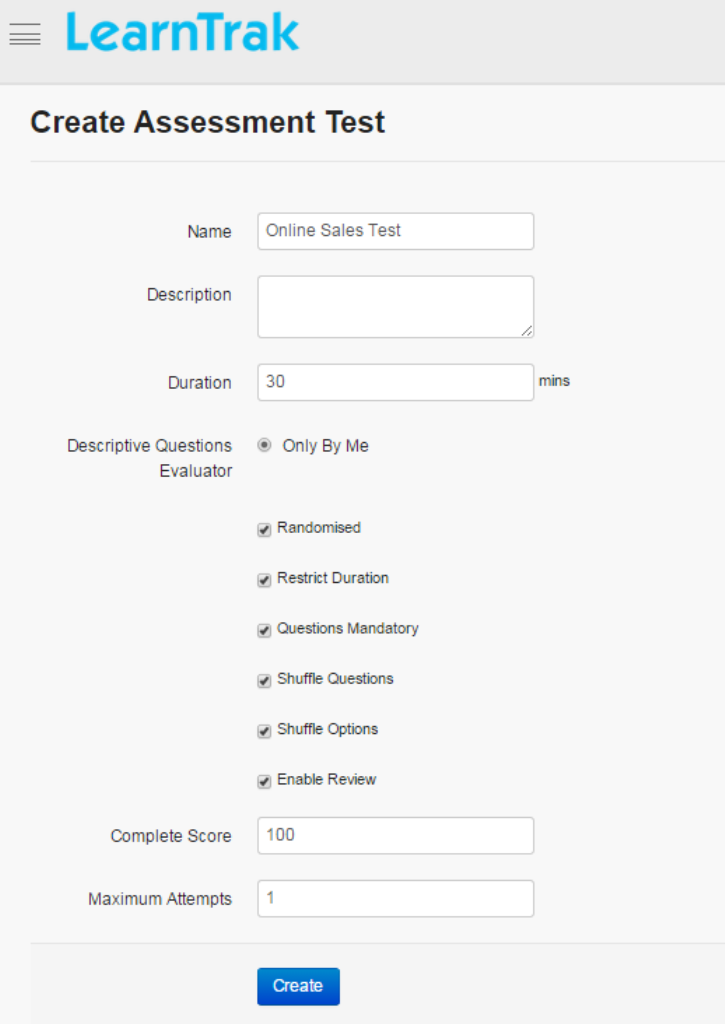 LearnTrak
Create Assessment Test
Name Online Sales Test
Description
Duration 30 mins
Descriptive Questions Only By Me
Evaluator
Randomised
Restrict Duration
Questions Mandatory
Shuffle Questions
Shuffle Options
Enable Review
Complete Score 100
Maximum Attempts 1
Create